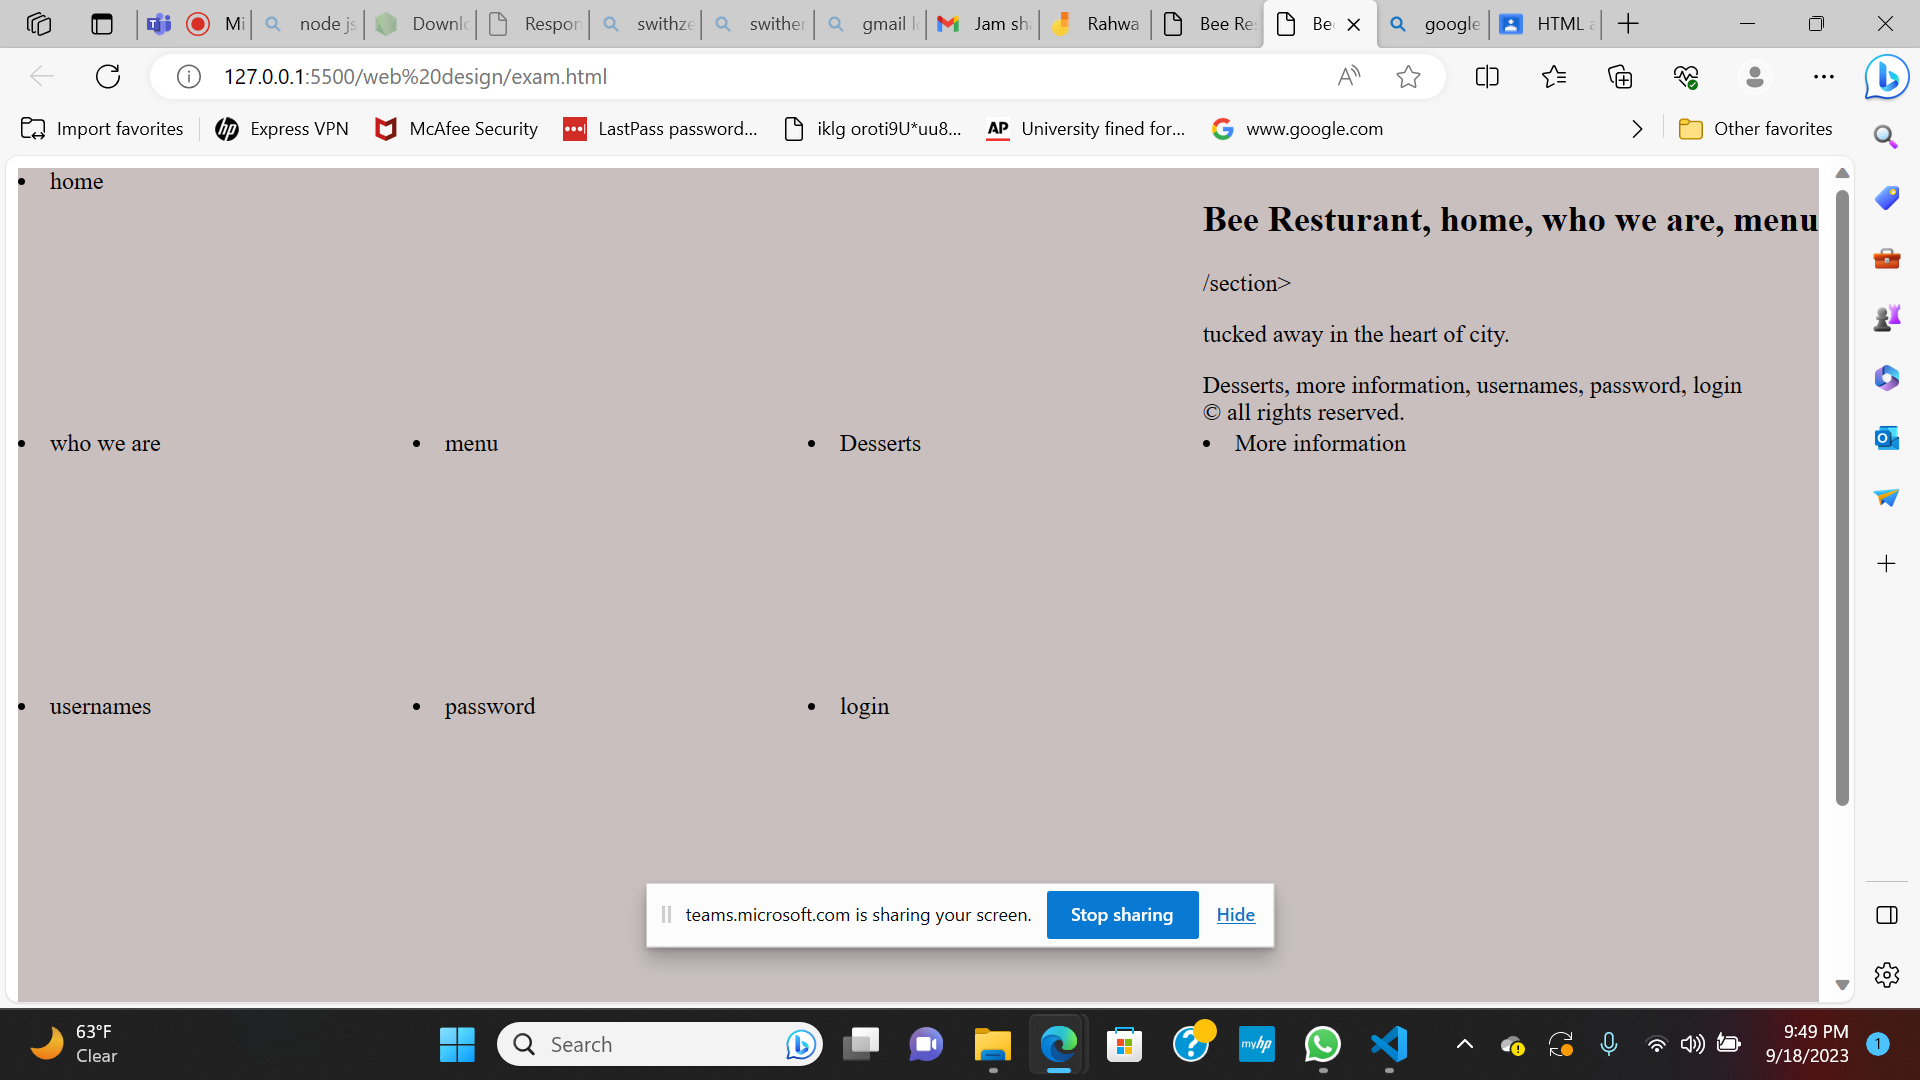 Mi
node js
Downlo
Respon
swithze
swither
gmail l
Jam sha
Rahwa
Bee Res
Bee
google
HTML a
127.0.0.1:5500/web%20design/exam.html
Import favorites
Express VPN
McAfee Security
LastPass password...
iklg oroti9U*uu8...
AP University fined for...
www.google.com
Other favorites
home
Bee Resturant, home, who we are, menu
/section>
tucked away in the heart of city.
Desserts, more information, usernames, password, login
© all rights reserved.
who we are
menu
Desserts
More information
usernames
password
login
teams.microsoft.com is sharing your screen.
Stop sharing
Hide
63°F
Clear
Search
myhp
9:49 PM
9/18/2023
1